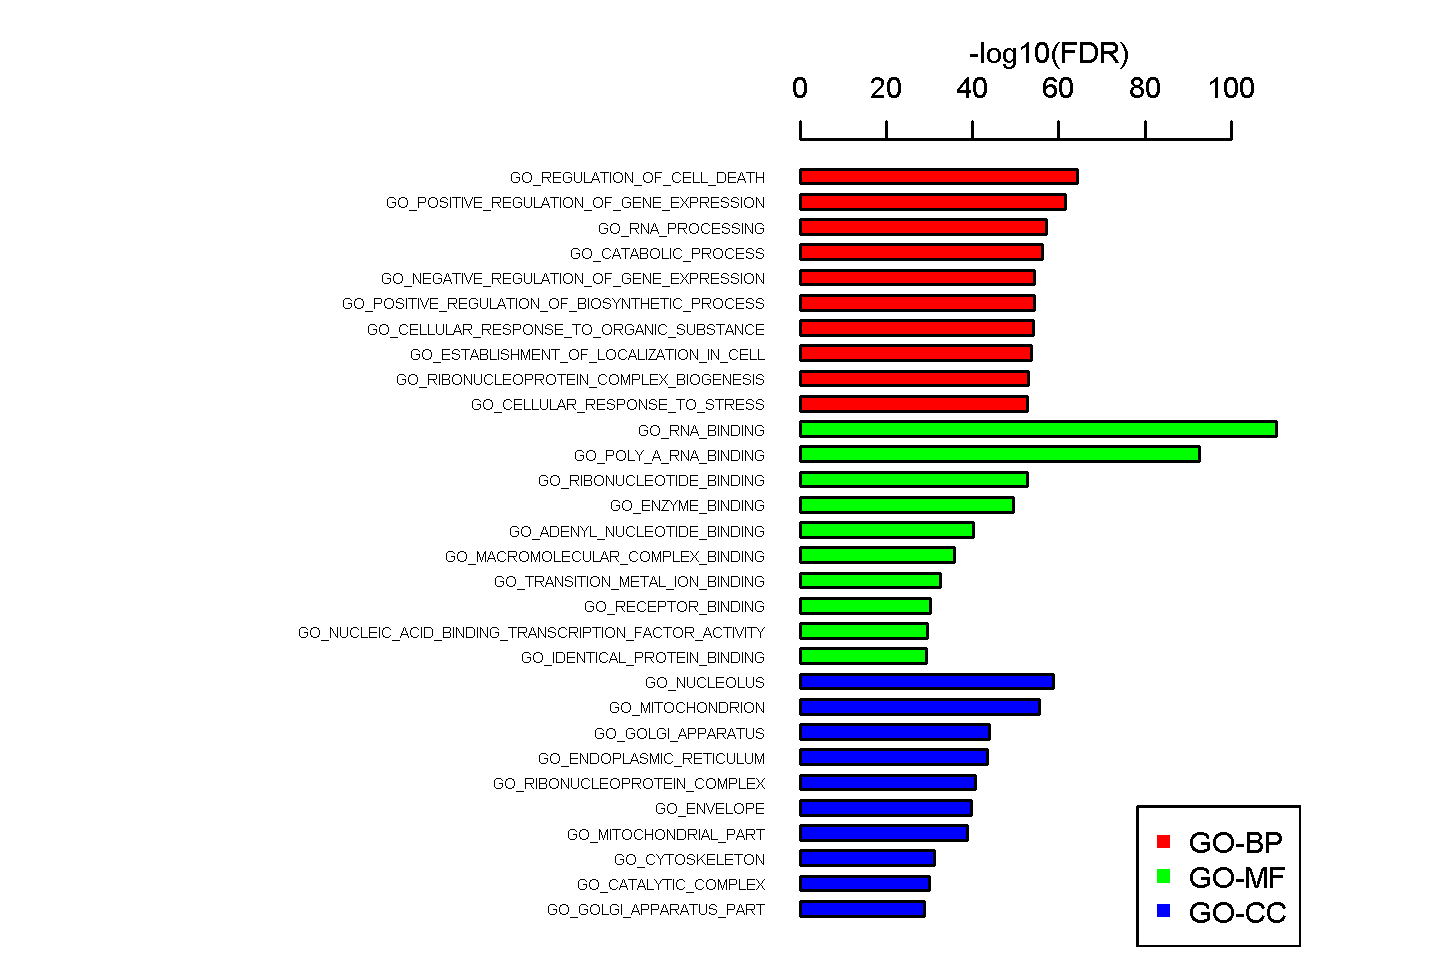 -log10(FDR)
0 20 40 60 80 100
GO_REGULATION_OF_CELL_DEATH
GO_POSITIVE_REGULATION_OF_GENE_EXPRESSION
GO_RNA_PROCESSING
GO_CATABOLIC_PROCESS
GO_NEGATIVE_REGULATION_OF_GENE_EXPRESSION
GO_POSITIVE_REGULATION_OF_BIOSYNTHETIC_PROCESS
GO_CELLULAR_RESPONSE_TO_ORGANIC_SUBSTANCE
GO_ESTABLISHMENT_OF_LOCALIZATION_IN_CELL
GO_RIBONUCLEOPROTEIN_COMPLEX_BIOGENESIS
GO_CELLULAR_RESPONSE_TO_STRESS
GO_RNA_BINDING
GO_POLY_A_RNA_BINDING
GO_RIBONUCLEOTIDE_BINDING
GO_ENZYME_BINDING
GO_ADENYL_NUCLEOTIDE_BINDING
GO_MACROMOLECULAR_COMPLEX_BINDING
GO_TRANSITION_METAL_ION_BINDING
GO_RECEPTOR_BINDING
GO_NUCLEIC_ACID_BINDING_TRANSCRIPTION_FACTOR_ACTIVITY
GO_IDENTICAL_PROTEIN_BINDING
GO_NUCLEOLUS
GO_MITOCHONDRION
GO_GOLGI_APPARATUS
GO_ENDOPLASMIC_RETICULUM
GO_RIBONUCLEOPROTEIN_COMPLEX
GO_ENVELOPE
GO_MITOCHONDRIAL_PART
GO_CYTOSKELETON
GO_CATALYTIC_COMPLEX
GO_GOLGI_APPARATUS_PART
GO-BP
GO-MF
GO-CC